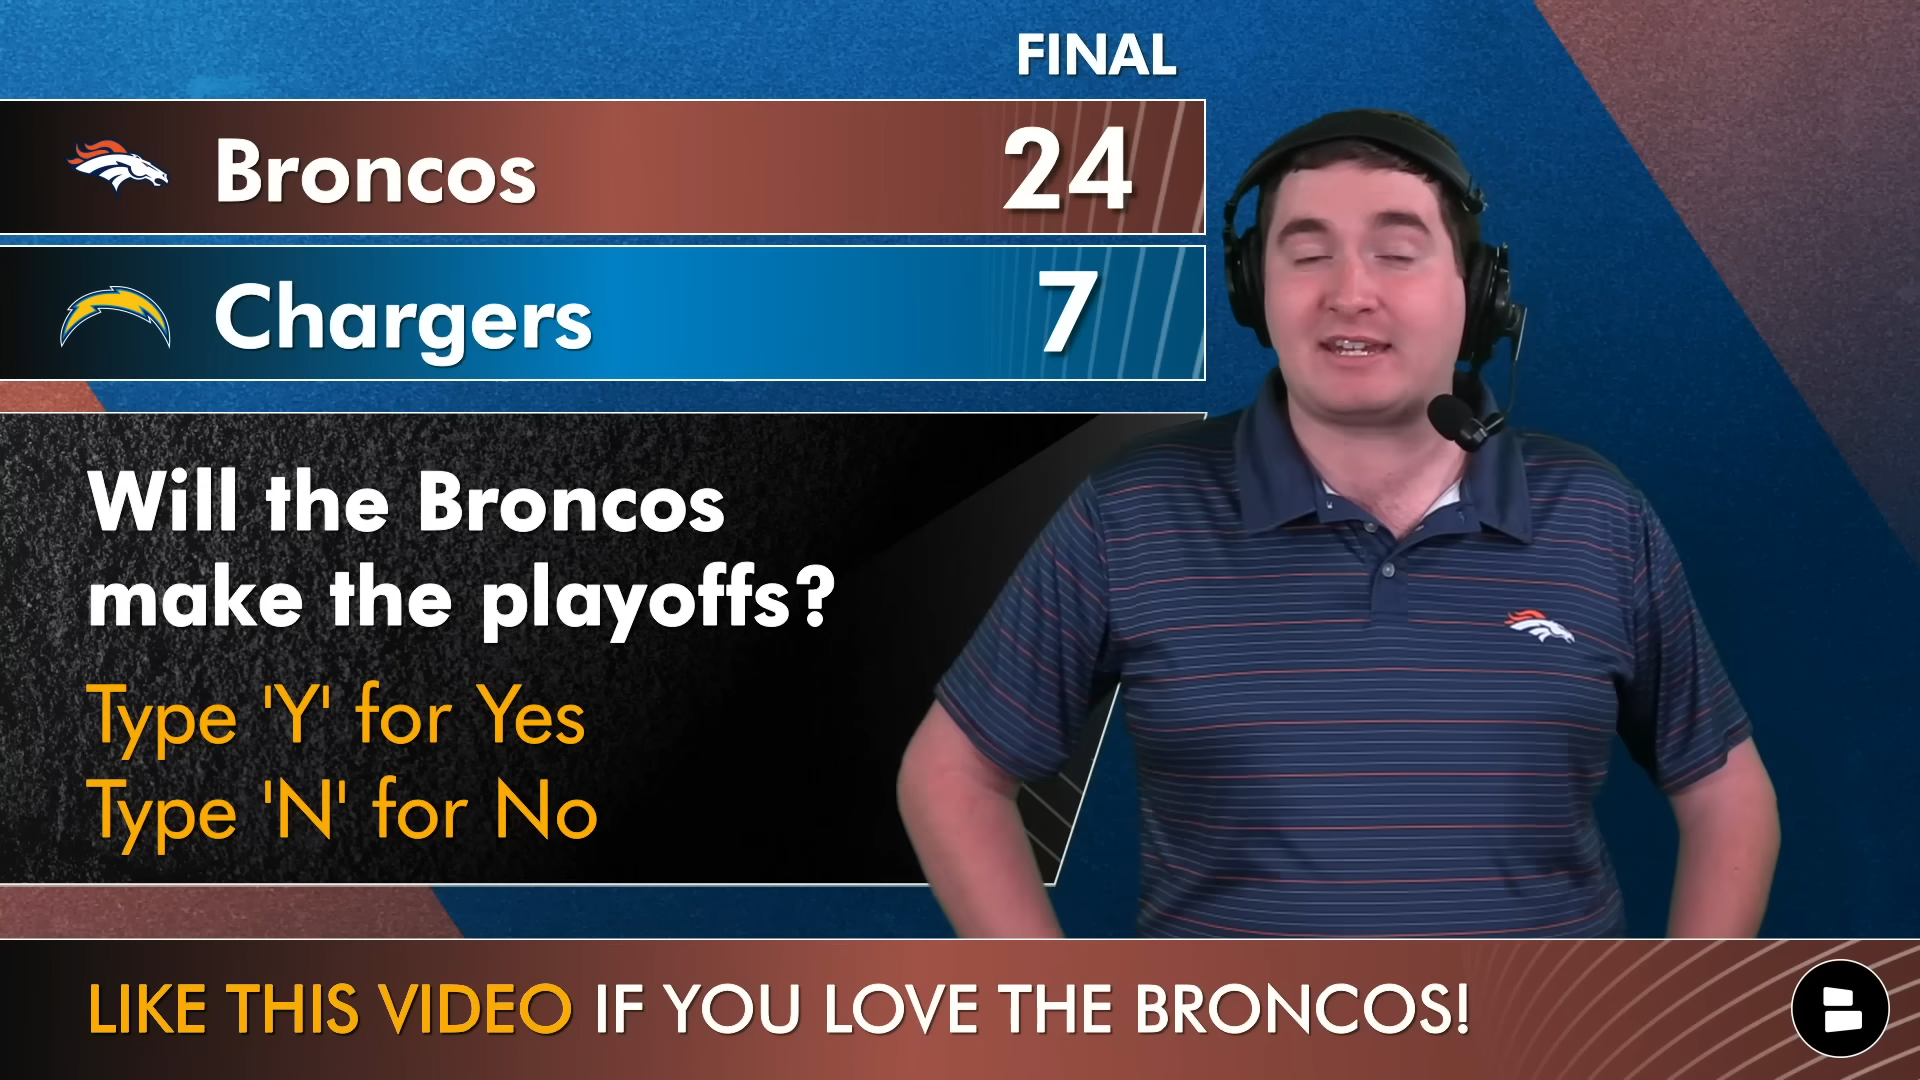 FINAL
Broncos 24
Chargers 7
Will the Broncos
make the playoffs?
Type 'Y' for Yes
Type 'N' for No
LIKE THIS VIDEO IF YOU LOVE THE BRONCOS!